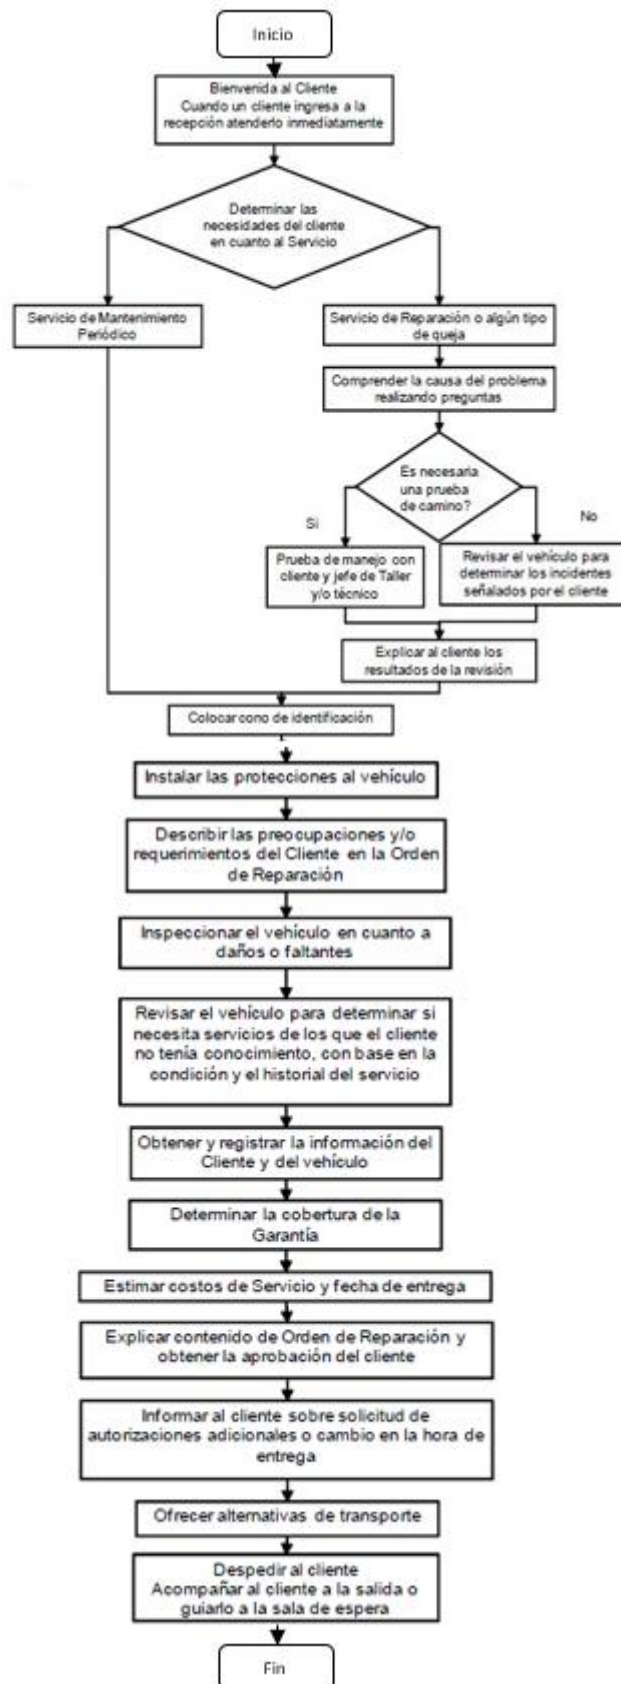 Inicio
Bienvenida al Cliente
Cuando un cliente ingresa a la
recepción atenderlo inmediatamente
Determinar las
necesidades del cliente
en cuanto al Servicio
Servicio de Mantenimiento
Periódico
Servicio de Reparación o algún tipo
de queja
Comprender la causa del problema
realizando preguntas
Es necesaria
una prueba
de camino?
Si
No
Prueba de manejo con
cliente y jefe de Taller
y/o técnico
Revisar el vehículo para
determinar los incidentes
señalados por el cliente
Explicar al cliente los
resultados de la revisión
Colocar cono de identificación
Instalar las protecciones al vehículo
Describir las preocupaciones y/o
requerimientos del Cliente en la Orden
de Reparación
Inspeccionar el vehículo en cuanto a
daños o faltantes
Revisar el vehículo para determinar si
necesita servicios de los que el cliente
no tenía conocimiento, con base en la
condición y el historial del servicio
Obtener y registrar la información del
Cliente y del vehículo
Determinar la cobertura de la
Garantía
Estimar costos de Servicio y fecha de entrega
Explicar contenido de Orden de Reparación y
obtener la aprobación del cliente
Informar al cliente sobre solicitud de
autorizaciones adicionales o cambio en la hora de
entrega
Ofrecer alternativas de transporte
Despedir al cliente
Acompañar al cliente a la salida o
guiarlo a la sala de espera
Fin